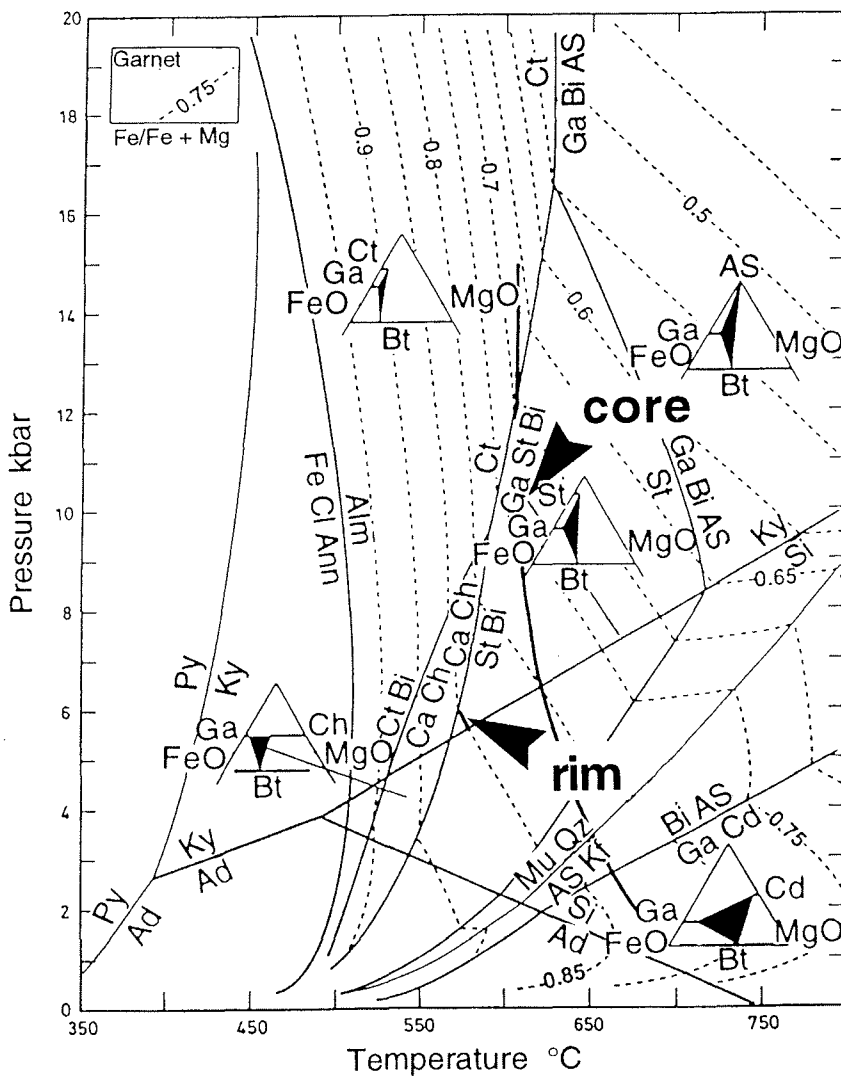 20
18
16
14
12
10
8
6
4
2
0
Pressure kbar
350
450
550
650
750
Temperature °C
Garnet
0.75
Fe/Fe + Mg
0.9
0.8
0.7
Ct
Ga Bi AS
0.5
0.6
Ct
Ga
FeO
MgO
Bt
AS
Ga
FeO
MgO
Bt
core
Fe Cl Ann
Alm
Ct
Ga St Bi
St
Ga
FeO
MgO
Bt
St
Ga Bi AS
Ky
Si
0.65
Py
Ky
Ct Bi
Ca Ch
Ca Ch
St Bi
Ga
Ch
FeO
MgO
Bt
rim
Ky
Ad
Py
Ad
Mu Qz
AS Kf
Si
Ad
Bi AS
Ga Cd
0.75
Cd
Ga
FeO
MgO
Bt
0.85